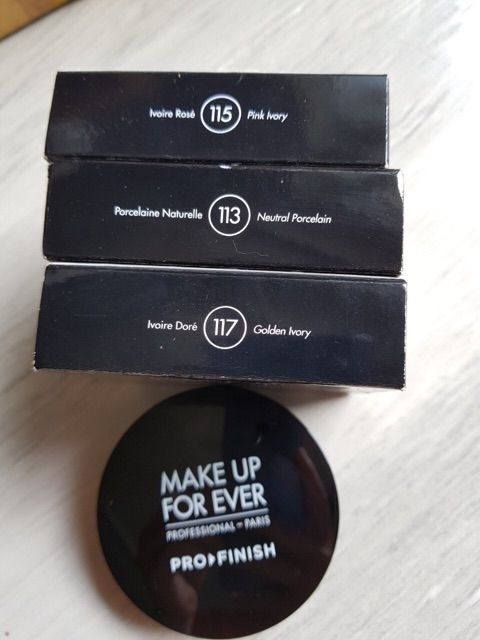 Ivoire Rosé 115 Pink Ivory
Porcelaine Naturelle 113 Neutral Porcelain
Ivoire Doré 117 Golden Ivory
MAKE UP
FOR EVER
PROFESSIONAL – PARIS
PRO FINISH